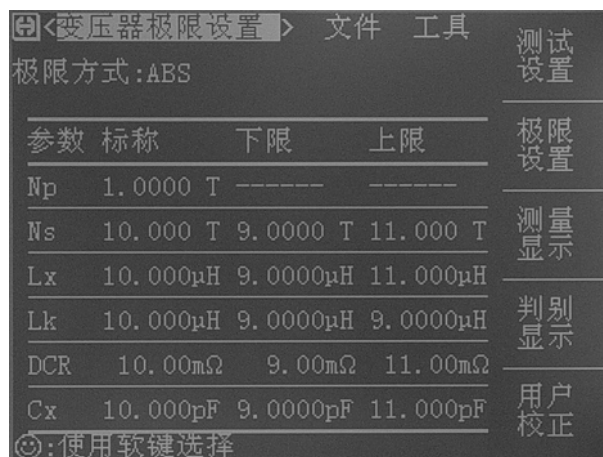 <变压器极限设置> 文件 工具
极限方式:ABS
参数 标称 下限 上限
Np 1.0000 T ------ ------
Ns 10.000 T 9.0000 T 11.000 T
Lx 10.000μH 9.0000μH 11.000μH
Lk 10.000μH 9.0000μH 9.0000μH
DCR 10.00mΩ 9.00mΩ 11.00mΩ
Cx 10.000pF 9.0000pF 11.000pF
:使用软键选择
测试
设置
极限
设置
测量
显示
判别
显示
用户
校正